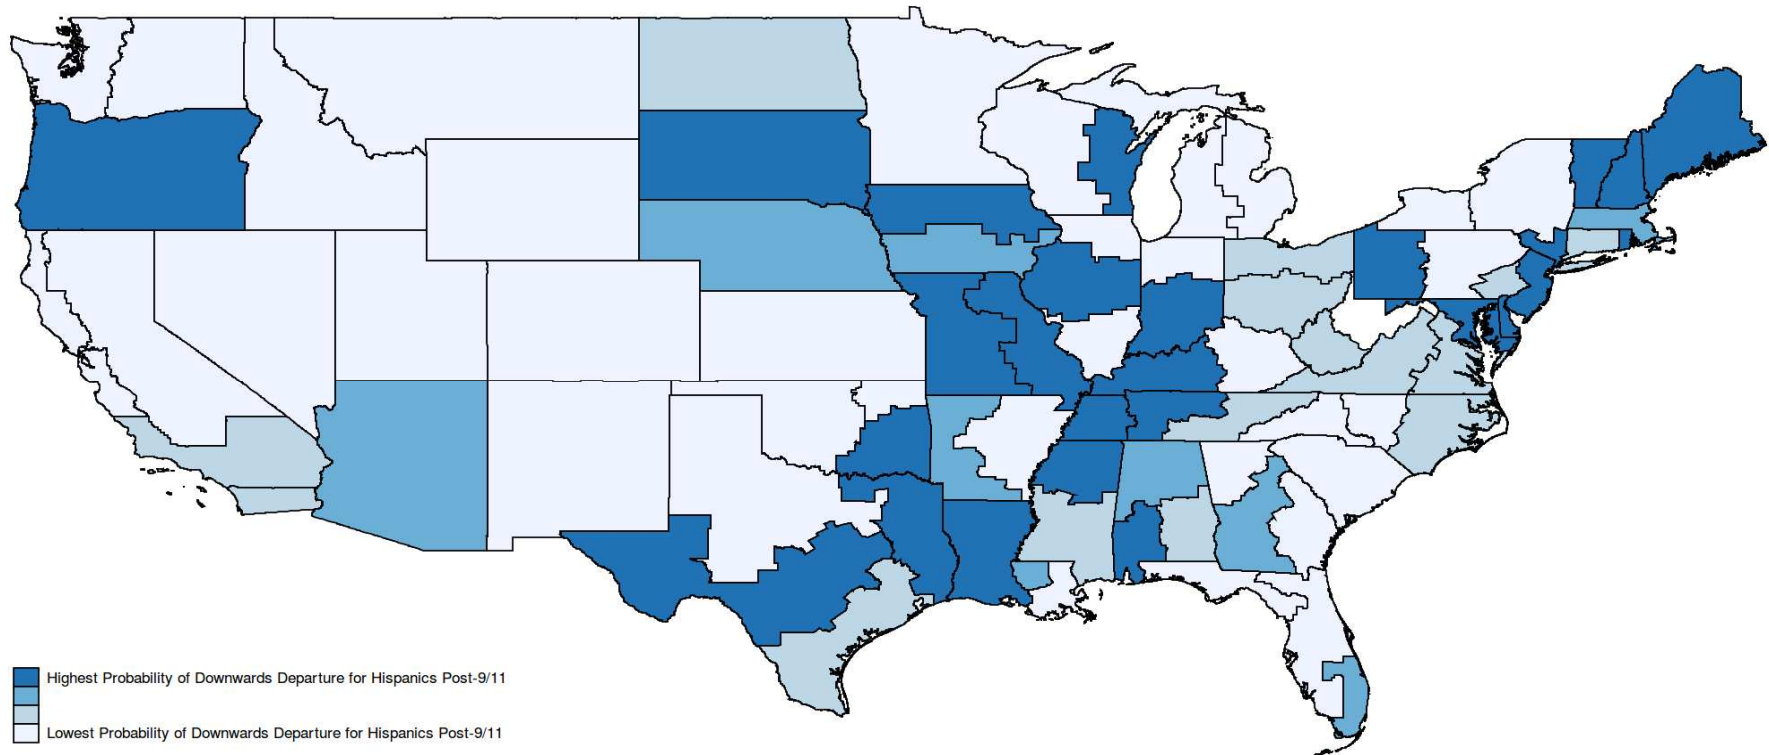 Highest Probability of Downwards Departure for Hispanics Post-9/11
Lowest Probability of Downwards Departure for Hispanics Post-9/11